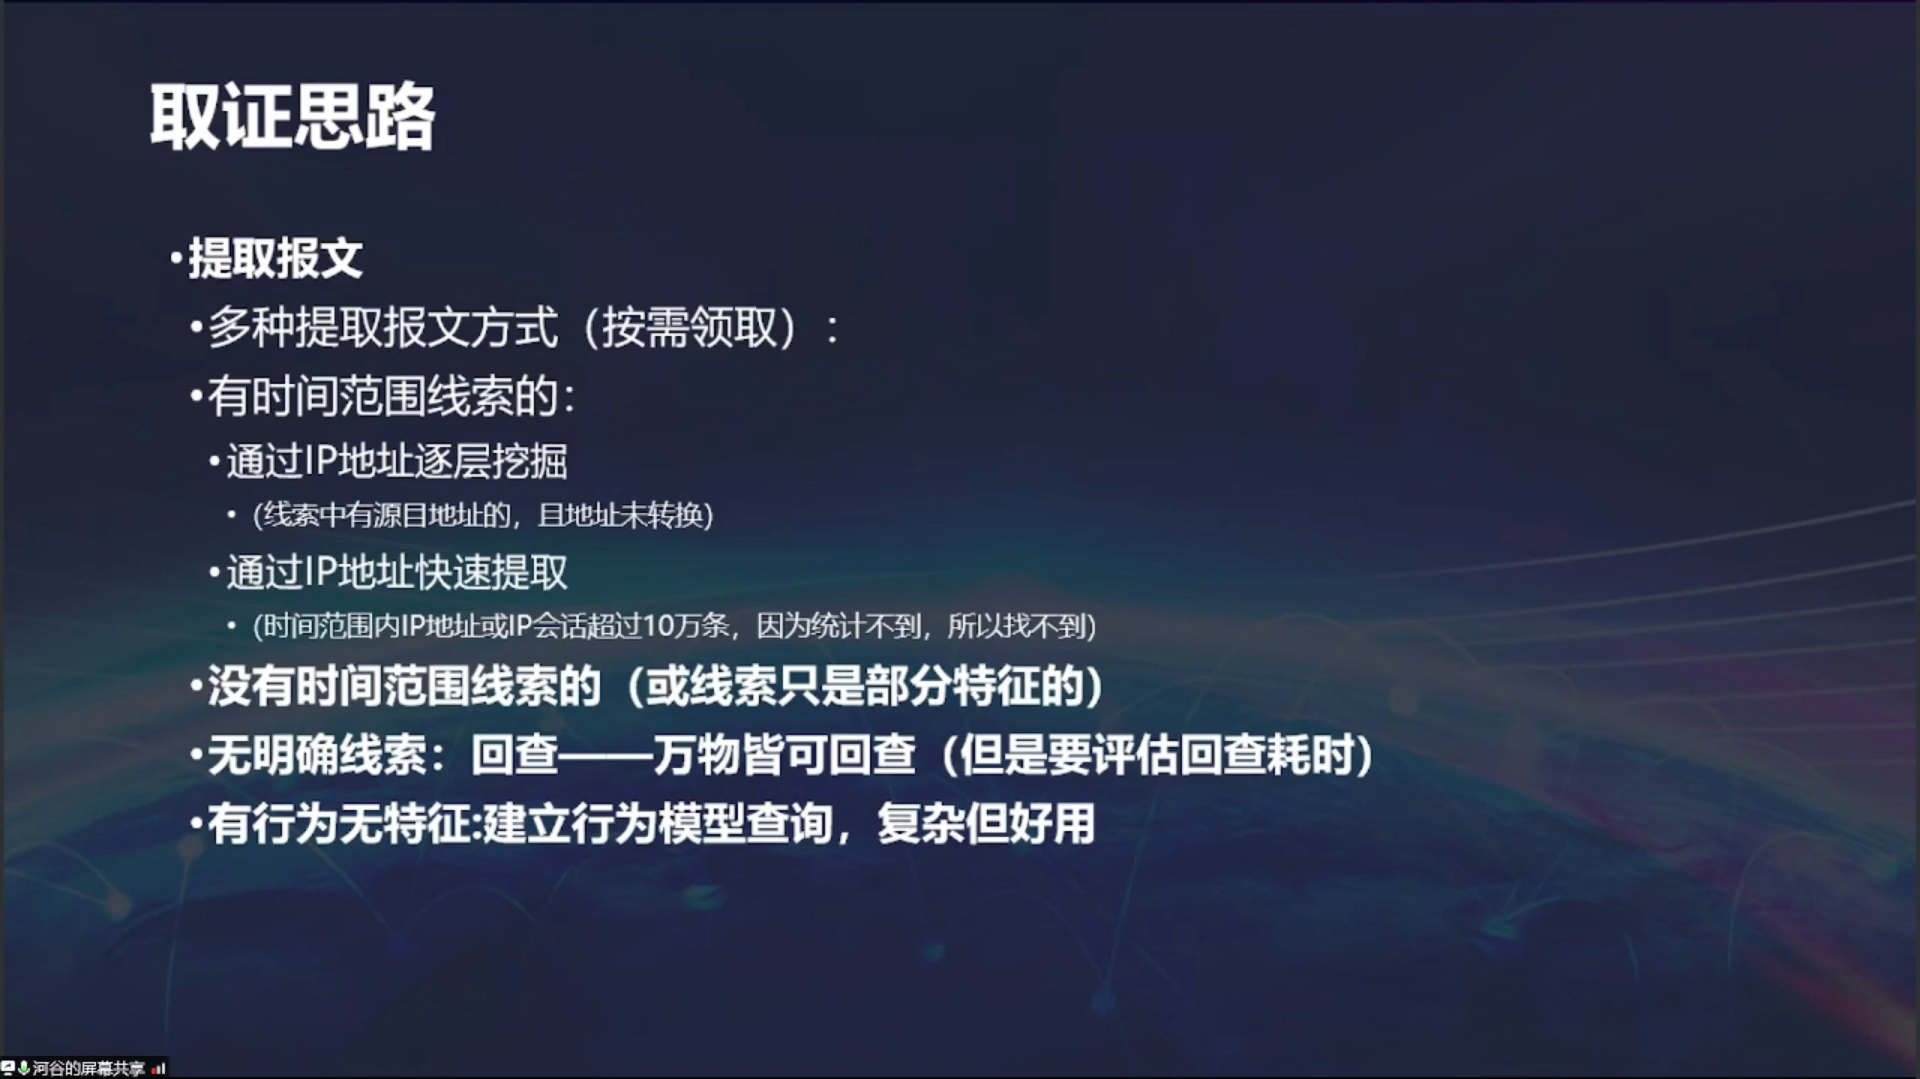 取证思路
•提取报文
•多种提取报文方式（按需领取）：
•有时间范围线索的：
•通过IP地址逐层挖掘
• (线索中有源目地址的，且地址未转换)
•通过IP地址快速提取
• (时间范围内IP地址或IP会话超过10万条，因为统计不到，所以找不到)
•没有时间范围线索的（或线索只是部分特征的）
•无明确线索：回查——万物皆可回查（但是要评估回查耗时）
•有行为无特征:建立行为模型查询，复杂但好用
河谷的屏幕共享